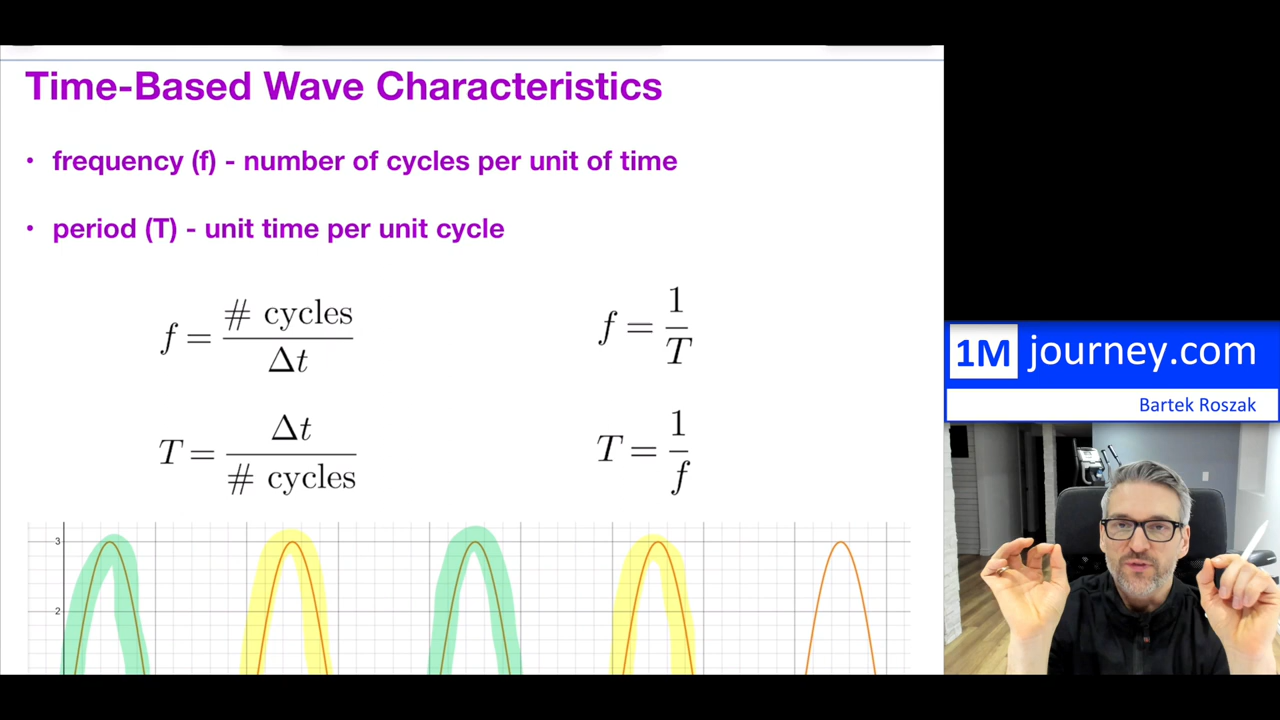 Time-Based Wave Characteristics
• frequency (f) - number of cycles per unit of time
• period (T) - unit time per unit cycle
f = # cycles / Δt
f = 1 / T
T = Δt / # cycles
T = 1 / f
3
2
1M journey.com
Bartek Roszak